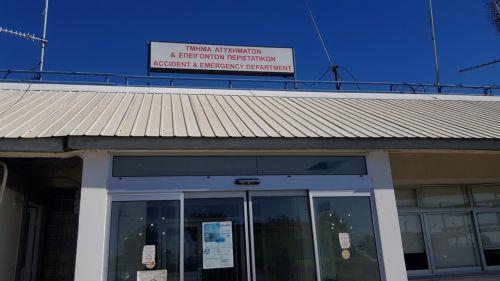 ΤΜΗΜΑ ΑΤΥΧΗΜΑΤΩΝ
& ΕΠΕΙΓΟΝΤΩΝ ΠΕΡΙΣΤΑΤΙΚΩΝ
ACCIDENT & EMERGENCY DEPARTMENT